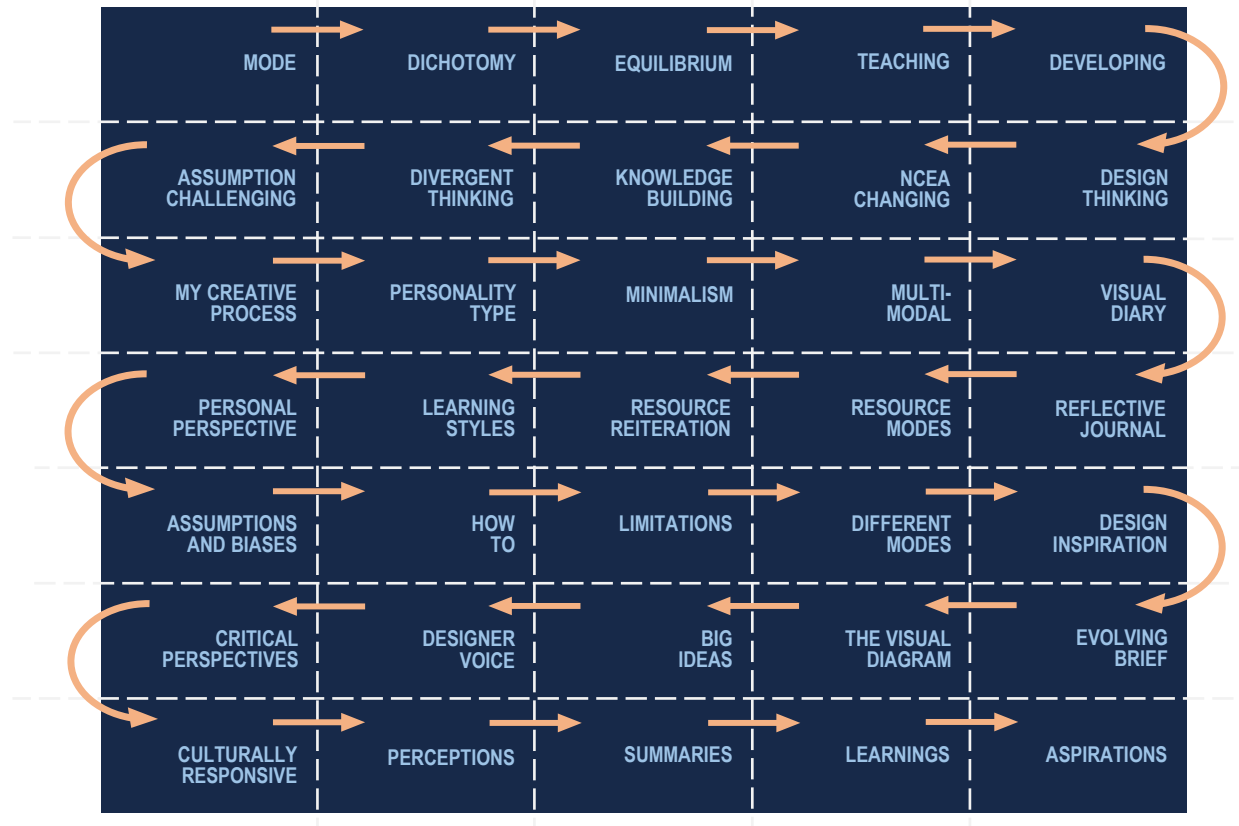 MODE
DICHOTOMY
EQUILIBRIUM
TEACHING
DEVELOPING
DESIGN
THINKING
NCEA
CHANGING
KNOWLEDGE
BUILDING
DIVERGENT
THINKING
ASSUMPTION
CHALLENGING
MY CREATIVE
PROCESS
PERSONALITY
TYPE
MINIMALISM
MULTI-
MODAL
VISUAL
DIARY
REFLECTIVE
JOURNAL
RESOURCE
MODES
RESOURCE
REITERATION
LEARNING
STYLES
PERSONAL
PERSPECTIVE
ASSUMPTIONS
AND BIASES
HOW
TO
LIMITATIONS
DIFFERENT
MODES
DESIGN
INSPIRATION
EVOLVING
BRIEF
THE VISUAL
DIAGRAM
BIG
IDEAS
DESIGNER
VOICE
CRITICAL
PERSPECTIVES
CULTURALLY
RESPONSIVE
PERCEPTIONS
SUMMARIES
LEARNINGS
ASPIRATIONS